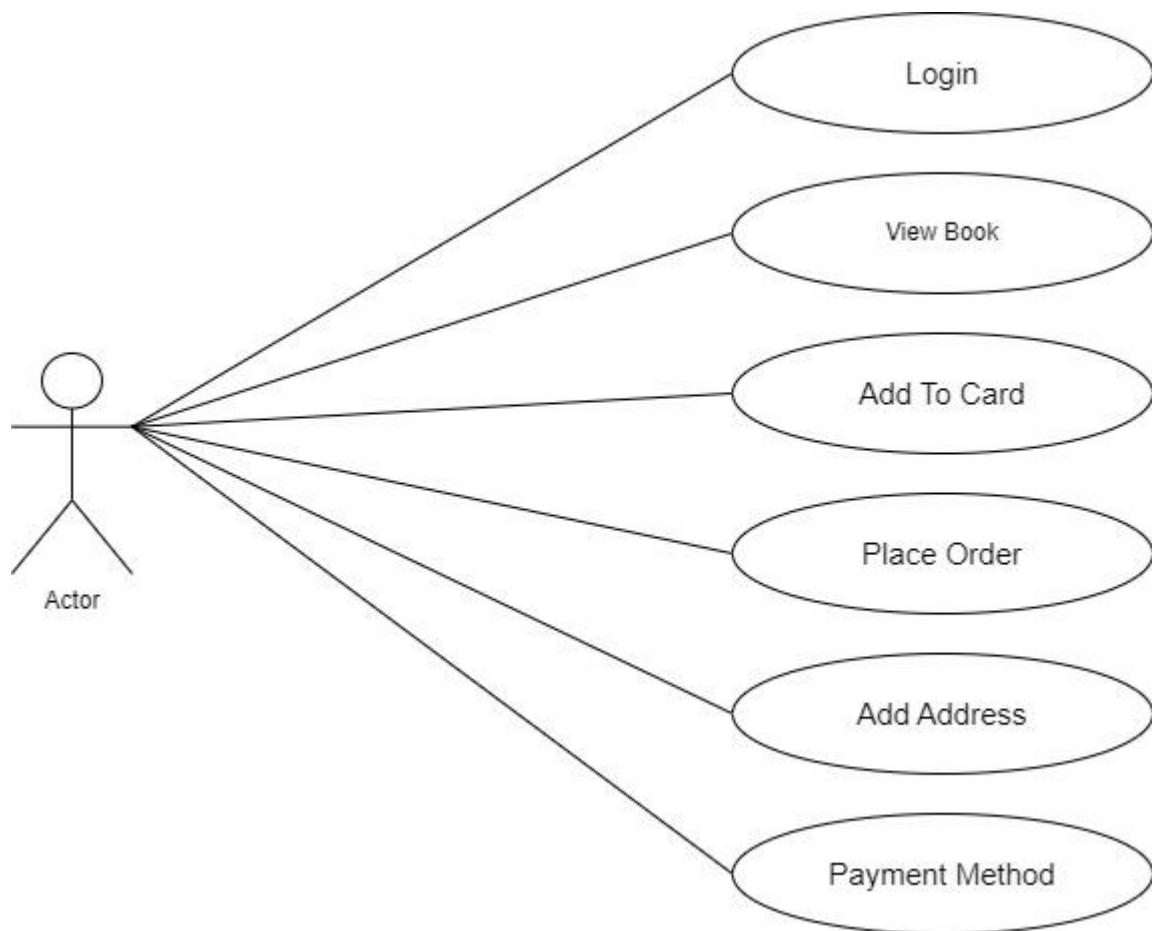 Login
View Book
Add To Card
Place Order
Actor
Add Address
Payment Method